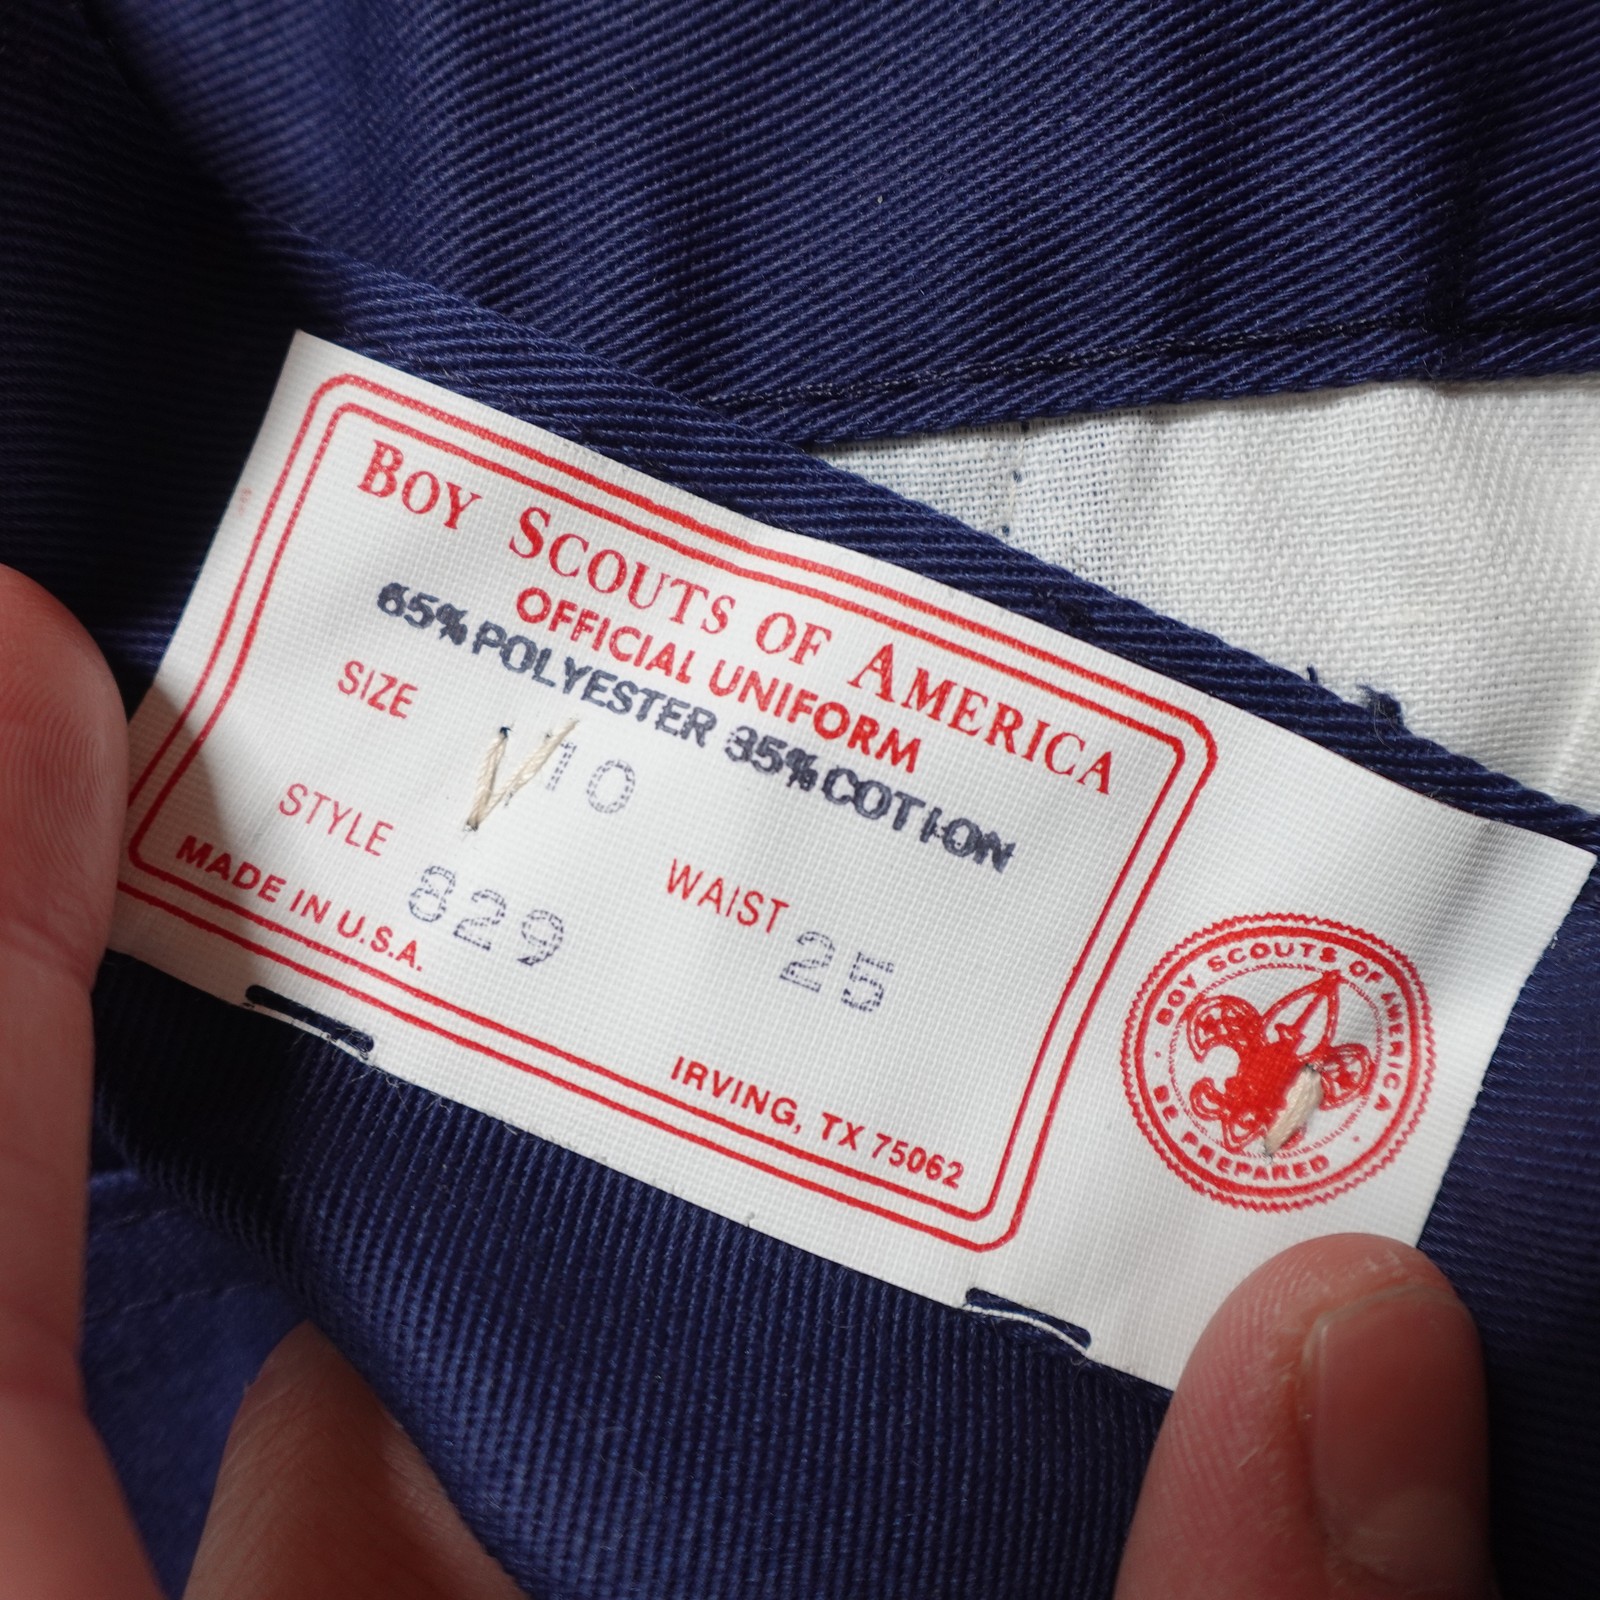 BOY SCOUTS OF AMERICA
OFFICIAL UNIFORM
65% POLYESTER 35% COTTON
SIZE 10
STYLE 829
WAIST 25
MADE IN U.S.A.
IRVING, TX 75062
BOY SCOUTS OF AMERICA
BE PREPARED